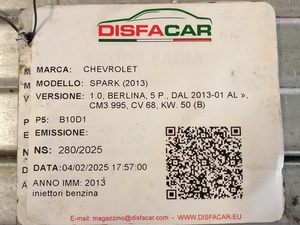 DISFACAR
MARCA: CHEVROLET
MODELLO: SPARK (2013)
VERSIONE: 1.0, BERLINA, 5 P., DAL 2013-01 AL »,
CM3 995, CV 68, KW. 50 (B)
P5: B10D1
EMISSIONE:
NS: 280/2025
DATA:04/02/2025 17:57:00
ANNO IMM: 2013
iniettori benzina
E-mail: magazzino@disfacar.com
WWW.DISFACAR.EU